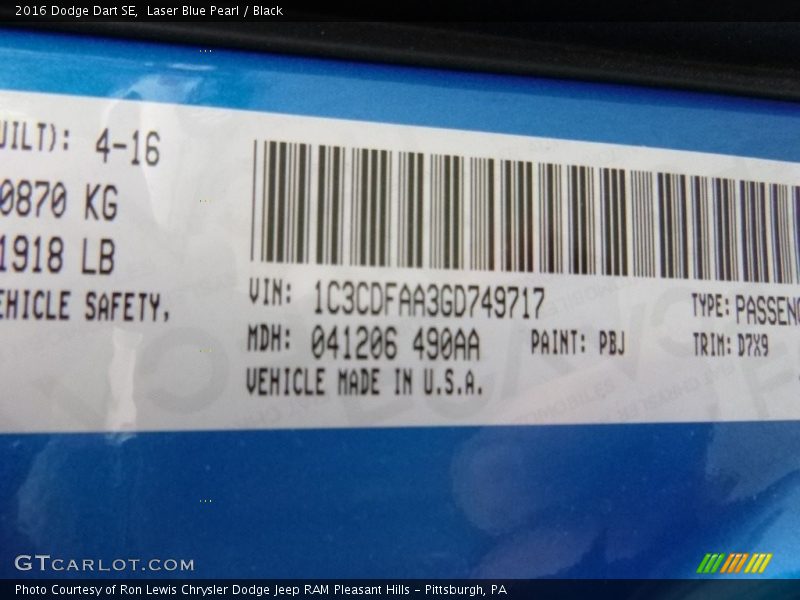 2016 Dodge Dart SE,  Laser Blue Pearl / Black
UILT): 4-16
0870 KG
1918 LB
EHICLE SAFETY,
VIN: 1C3CDFAA3GD749717 TYPE: PASSENG
MDH: 041206 490AA PAINT: PBJ TRIM: D7X9
VEHICLE MADE IN U.S.A.
GTCARLOT.COM
Photo Courtesy of Ron Lewis Chrysler Dodge Jeep RAM Pleasant Hills - Pittsburgh, PA